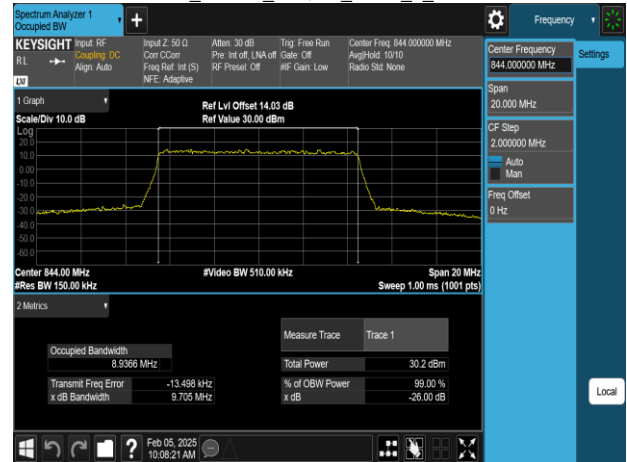 Spectrum Analyzer 1
Occupied BW
Frequency
KEYSIGHT
RL
LXI
Input: RF
Coupling: DC
Align: Auto
Input Z: 50 Ω
Corr CCorr
Freq Ref: Int (S)
NFE: Adaptive
Atten: 30 dB
Pre: Int off, LNA off
RF Presel: Off
Trig: Free Run
Gate: Off
#IF Gain: Low
Center Freq: 844.000000 MHz
Avg|Hold: 10/10
Radio Std: None
1 Graph
Scale/Div 10.0 dB
Ref Lvl Offset 14.03 dB
Ref Value 30.00 dBm
Log
20.0
10.0
0.00
-10.0
-20.0
-30.0
-40.0
-50.0
-60.0
Center 844.00 MHz
#Res BW 150.00 kHz
#Video BW 510.00 kHz
Span 20 MHz
Sweep 1.00 ms (1001 pts)
2 Metrics
Occupied Bandwidth
8.9366 MHz
Transmit Freq Error -13.498 kHz
x dB Bandwidth 9.705 MHz
Measure Trace Trace 1
Total Power 30.2 dBm
% of OBW Power 99.00 %
x dB -26.00 dB
Center Frequency
844.000000 MHz
Span
20.000 MHz
CF Step
2.000000 MHz
Auto
Man
Freq Offset
0 Hz
Settings
Local
?
Feb 05, 2025
10:08:21 AM